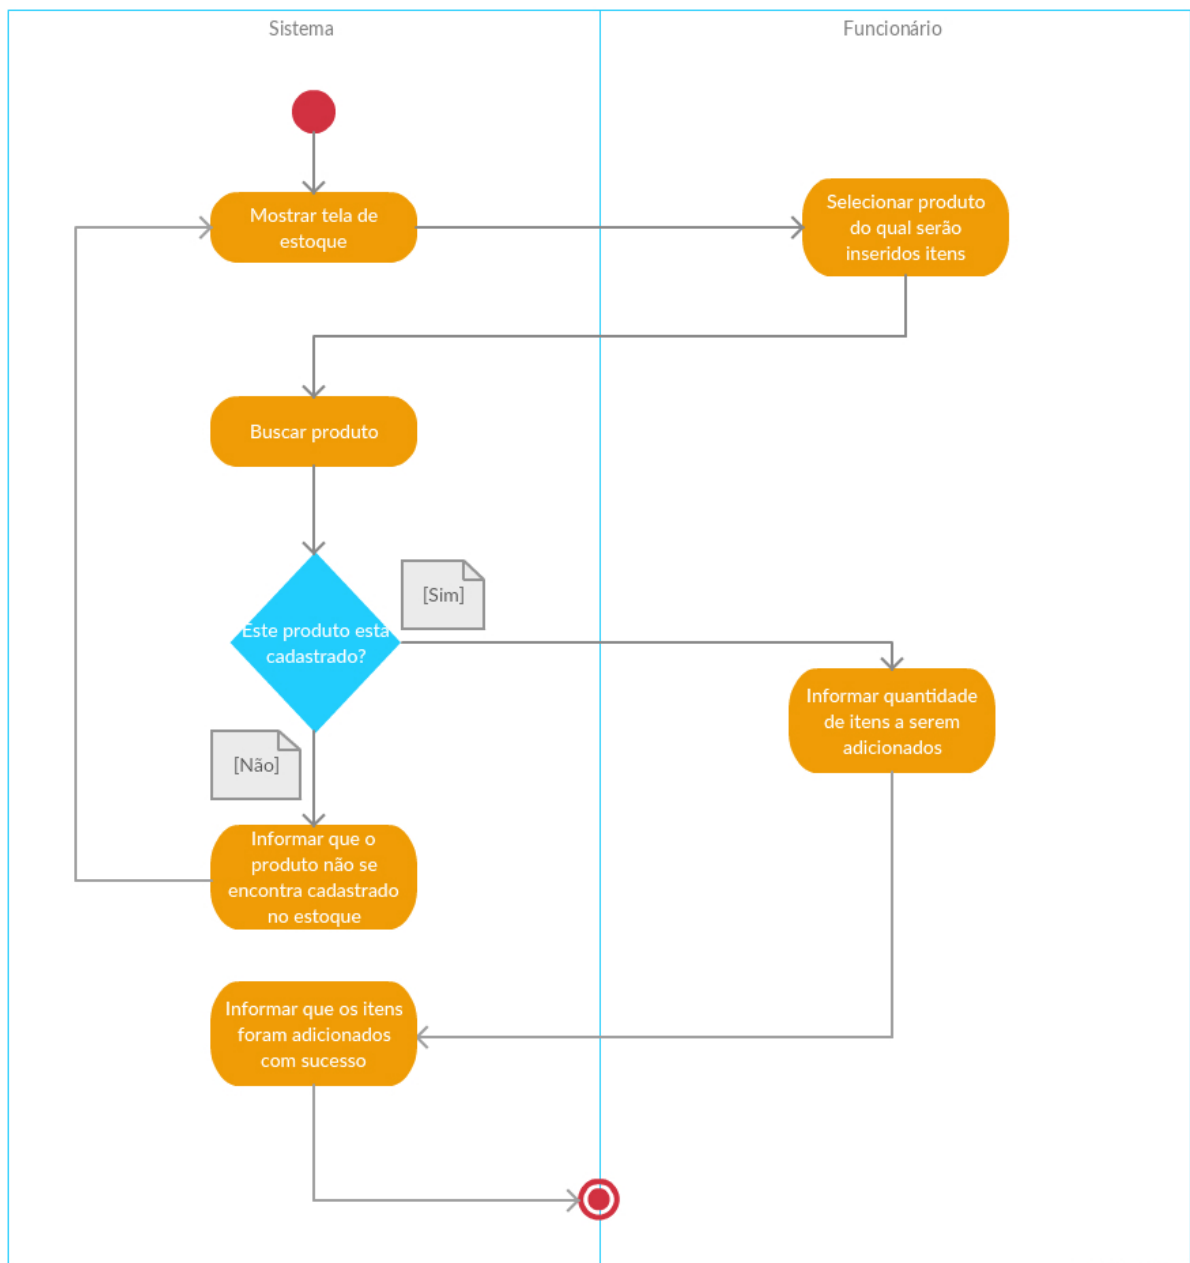 Sistema
Funcionário
Mostrar tela de
estoque
Selecionar produto
do qual serão
inseridos itens
Buscar produto
[Sim]
Este produto está
cadastrado?
Informar quantidade
de itens a serem
adicionados
[Não]
Informar que o
produto não se
encontra cadastrado
no estoque
Informar que os itens
foram adicionados
com sucesso